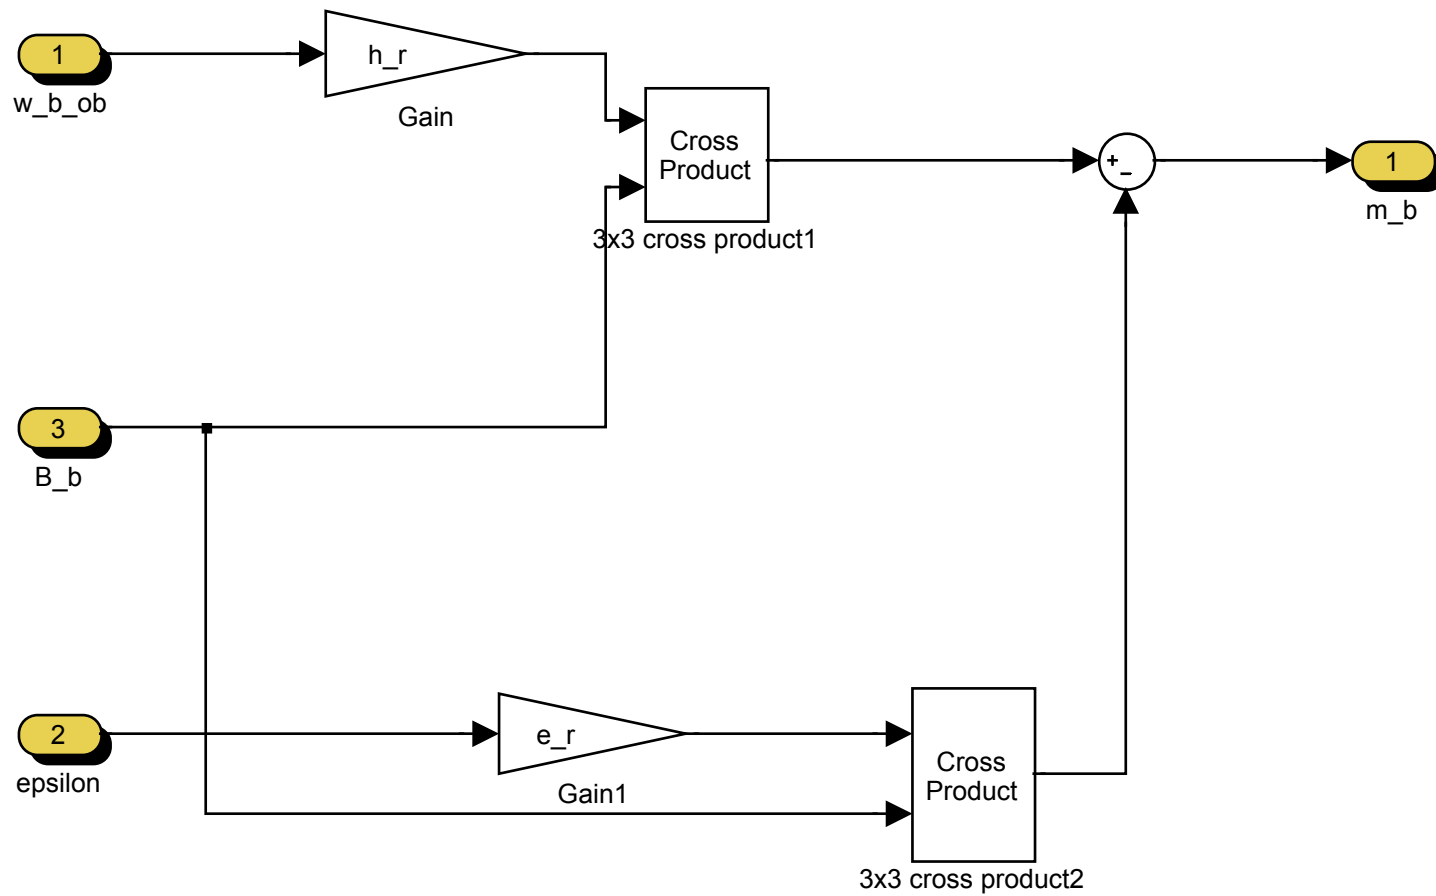 1
w_b_ob
h_r
Gain
Cross
Product
3x3 cross product1
+
–
1
m_b
3
B_b
2
epsilon
e_r
Gain1
Cross
Product
3x3 cross product2